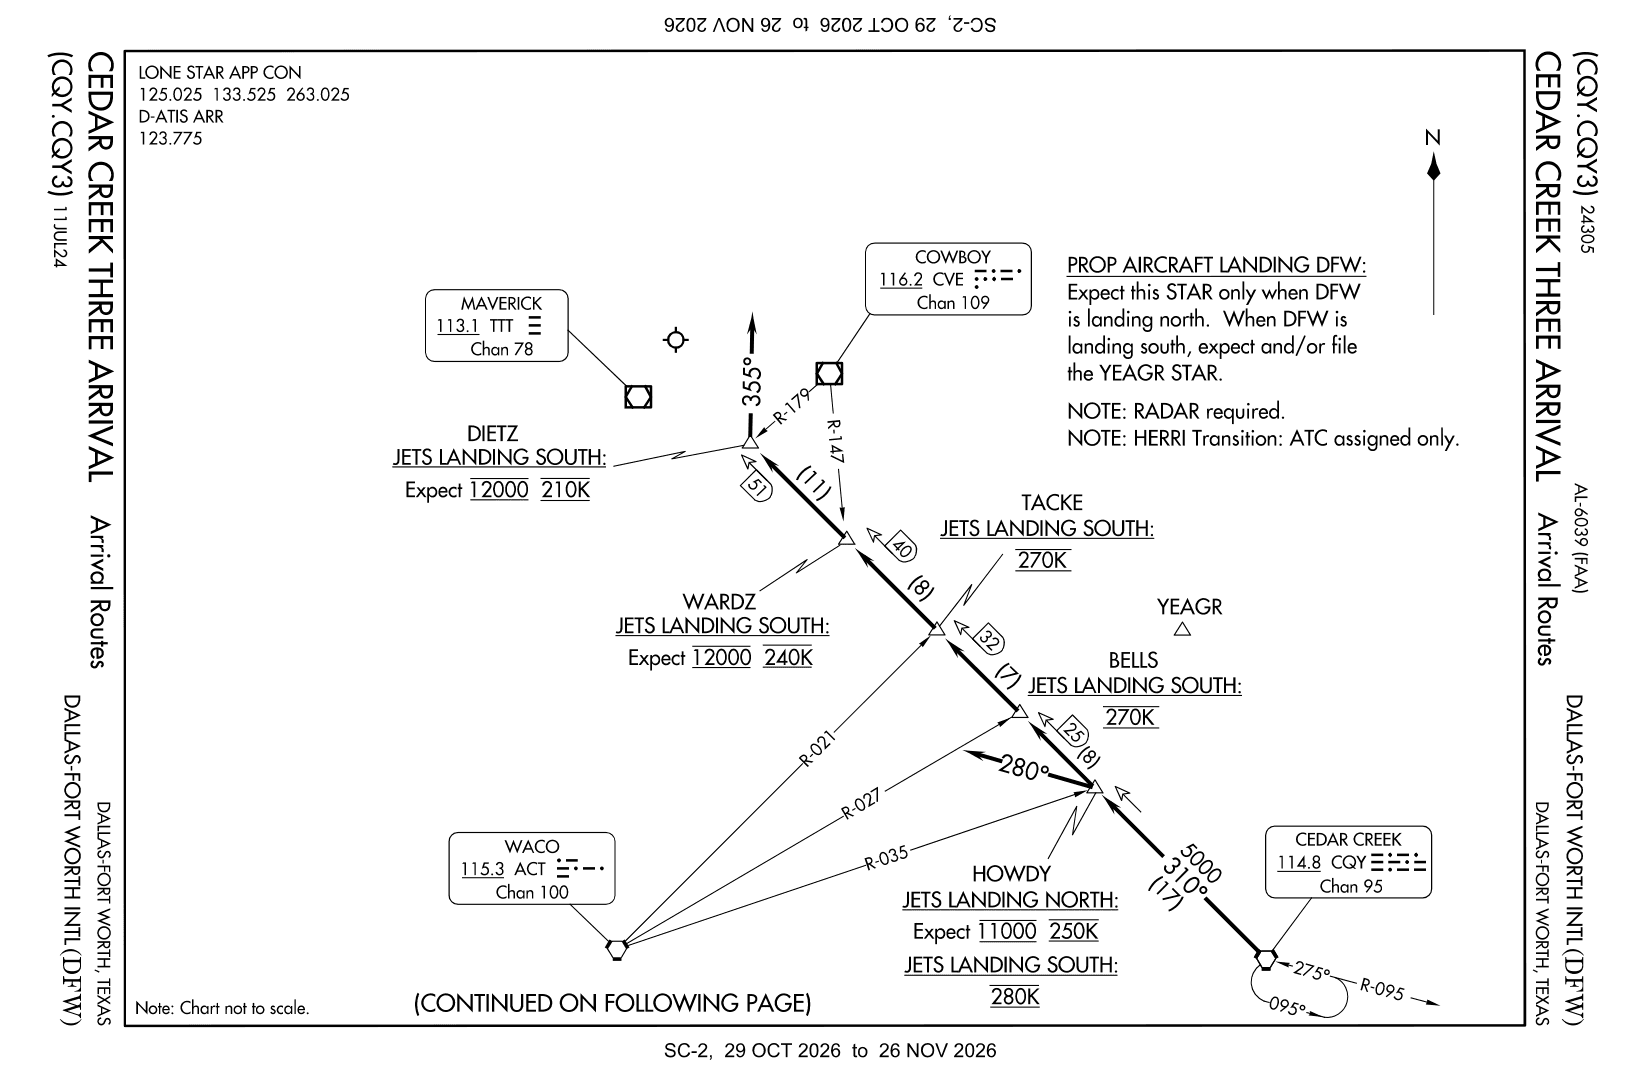 SC-2, 29 OCT 2026 to 26 NOV 2026
(CQY.CQY3) 11JUL24
CEDAR CREEK THREE ARRIVAL Arrival Routes
DALLAS-FORT WORTH INTL (DFW)
DALLAS-FORT WORTH, TEXAS
LONE STAR APP CON
125.025 133.525 263.025
D-ATIS ARR
123.775
N
COWBOY
116.2 CVE
Chan 109
MAVERICK
113.1 TTT
Chan 78
PROP AIRCRAFT LANDING DFW:
Expect this STAR only when DFW
is landing north. When DFW is
landing south, expect and/or file
the YEAGR STAR.
NOTE: RADAR required.
NOTE: HERRI Transition: ATC assigned only.
355°
R-179
R-147
DIETZ
JETS LANDING SOUTH:
Expect 12000 210K
51
(11)
TACKE
JETS LANDING SOUTH:
270K
40
(8)
WARDZ
JETS LANDING SOUTH:
Expect 12000 240K
YEAGR
32
(7)
BELLS
JETS LANDING SOUTH:
270K
25
(8)
280°
R-021
R-027
R-035
WACO
115.3 ACT
Chan 100
HOWDY
JETS LANDING NORTH:
Expect 11000 250K
JETS LANDING SOUTH:
280K
5000
310°
(17)
CEDAR CREEK
114.8 CQY
Chan 95
275°
R-095
095°
Note: Chart not to scale.
(CONTINUED ON FOLLOWING PAGE)
(CQY.CQY3) 24305
CEDAR CREEK THREE ARRIVAL Arrival Routes
AL-6039 (FAA)
DALLAS-FORT WORTH INTL (DFW)
DALLAS-FORT WORTH, TEXAS
SC-2, 29 OCT 2026 to 26 NOV 2026